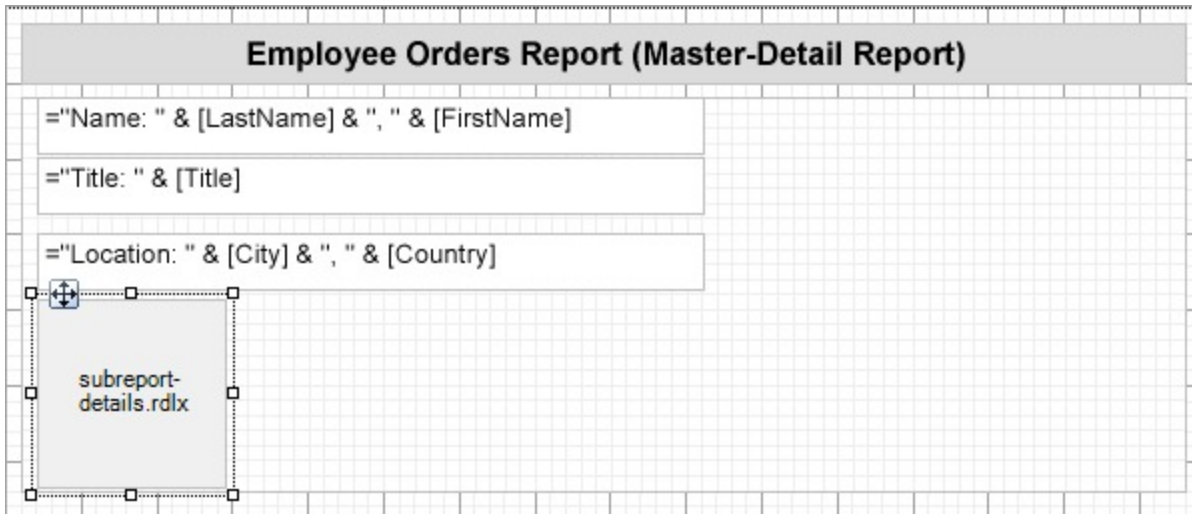 Employee Orders Report (Master-Detail Report)
="Name: " & [LastName] & ", " & [FirstName]
="Title: " & [Title]
="Location: " & [City] & ", " & [Country]
subreport-
details.rdlx